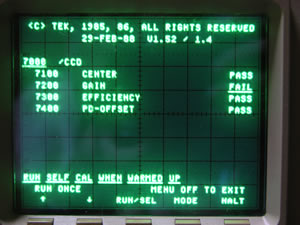 <C> TEK, 1985, 86, ALL RIGHTS RESERVED
29-FEB-88 V1.52 / 1.4
7000 /CCD
7100 CENTER PASS
7200 GAIN FAIL
7300 EFFICIENCY PASS
7400 PD-OFFSET PASS
RUN SELF CAL WHEN WARMED UP
RUN ONCE MENU OFF TO EXIT
↑ ↓ RUN/SEL MODE HALT